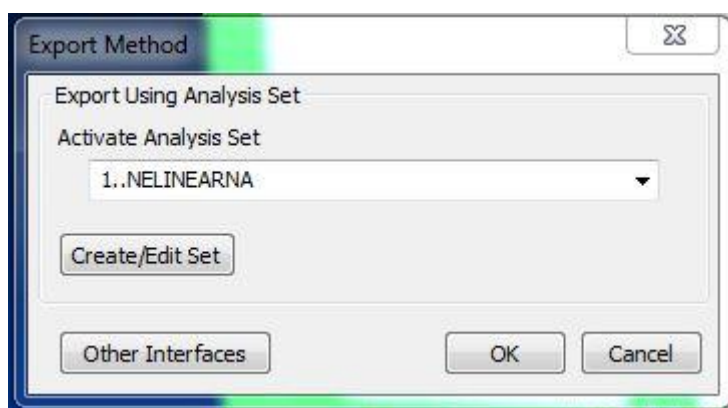 Export Method
Export Using Analysis Set
Activate Analysis Set
1..NELINEARNA
Create/Edit Set
Other Interfaces
OK
Cancel